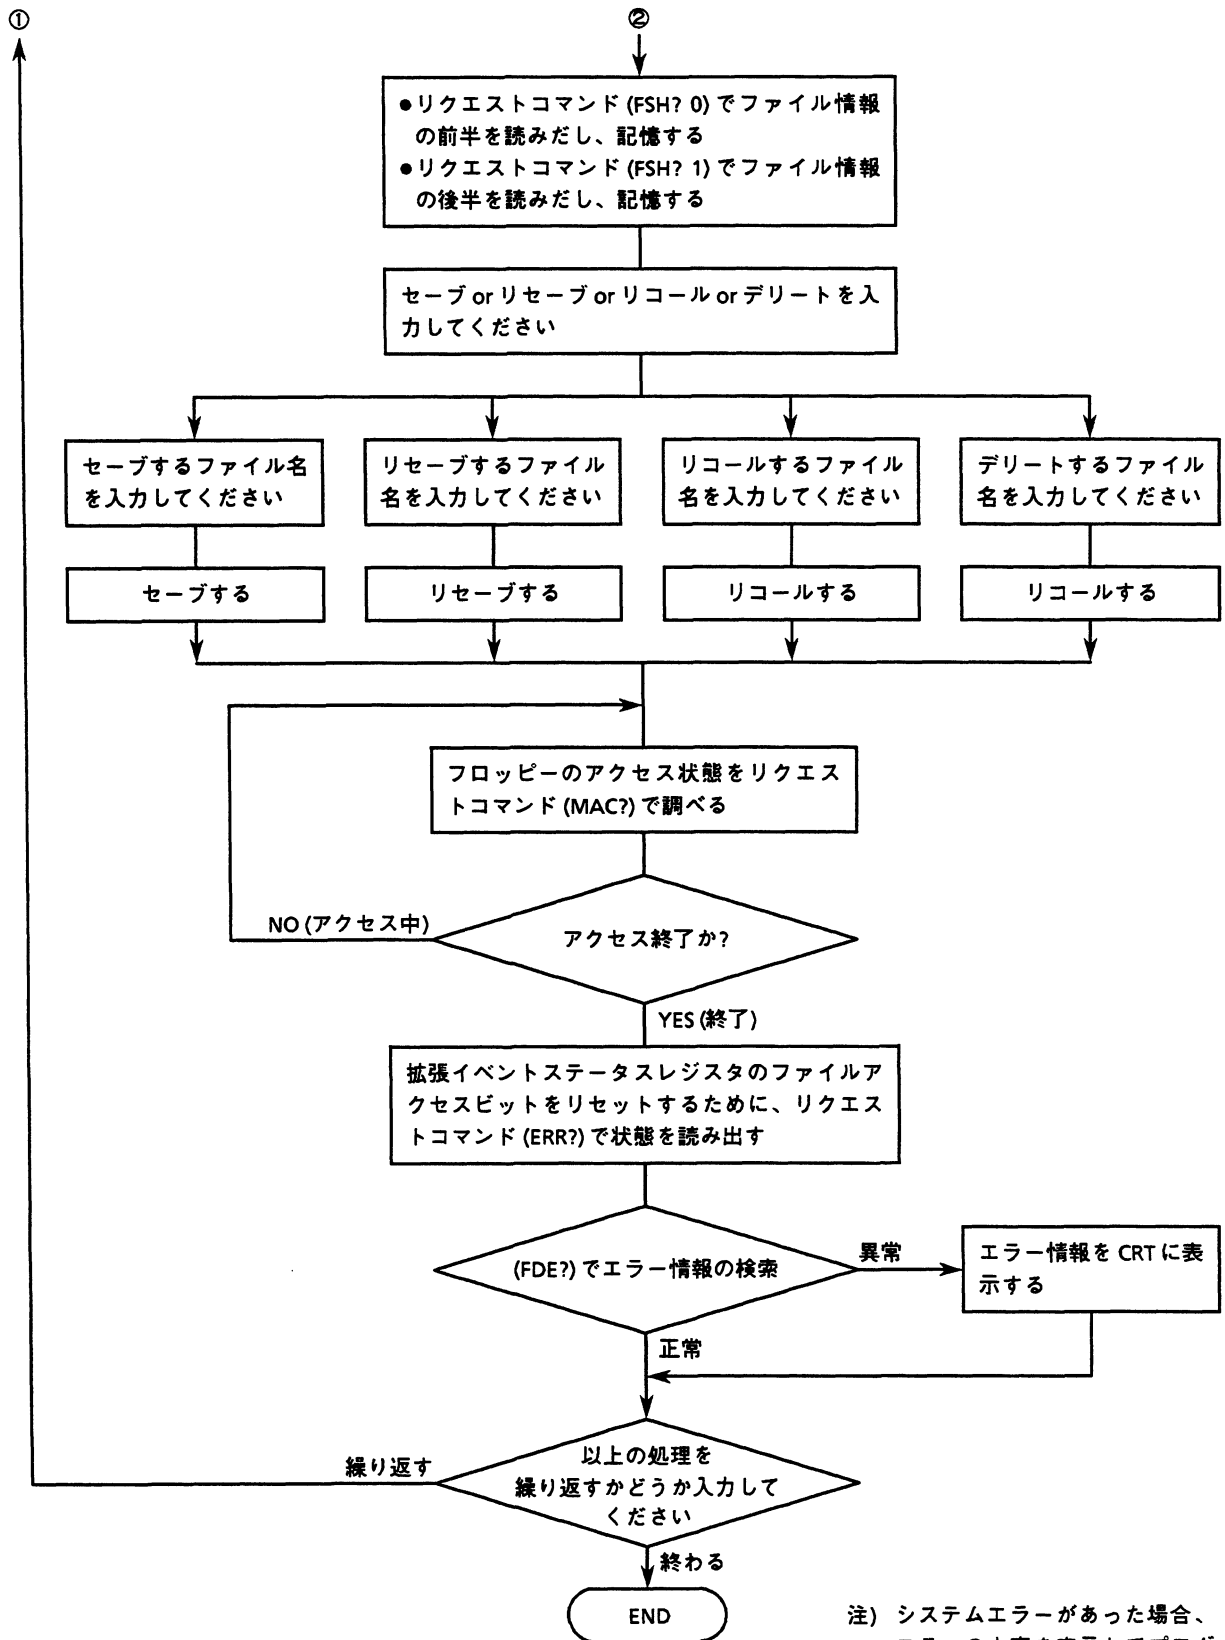 ①
②
●リクエストコマンド (FSH? 0) でファイル情報
の前半を読みだし、記憶する
●リクエストコマンド (FSH? 1) でファイル情報
の後半を読みだし、記憶する
セーブ or リセーブ or リコール or デリートを入
力してください
セーブするファイル名
を入力してください
リセーブするファイル
名を入力してください
リコールするファイル
名を入力してください
デリートするファイル
名を入力してください
セーブする
リセーブする
リコールする
リコールする
フロッピーのアクセス状態をリクエス
トコマンド (MAC?) で調べる
NO (アクセス中)
アクセス終了か?
YES (終了)
拡張イベントステータスレジスタのファイルア
クセスビットをリセットするために、リクエス
トコマンド (ERR?) で状態を読み出す
(FDE?) でエラー情報の検索
異常
エラー情報を CRT に表
示する
正常
繰り返す
以上の処理を
繰り返すかどうか入力して
ください
終わる
END
注) システムエラーがあった場合、